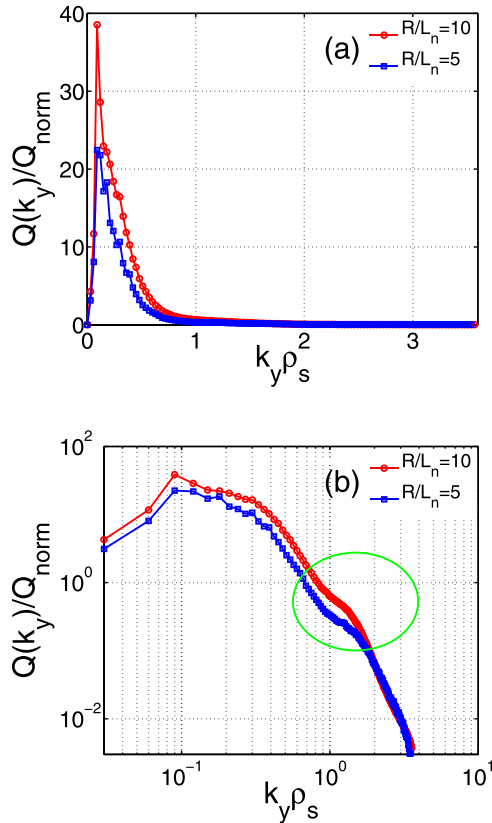 40
30
20
10
0
Q(k_y)/Q_norm
(a)
R/L_n=10
R/L_n=5
0 1 2 3
k_yρ_s
10^2
10^0
10^-2
Q(k_y)/Q_norm
(b)
R/L_n=10
R/L_n=5
10^-1 10^0 10^1
k_yρ_s